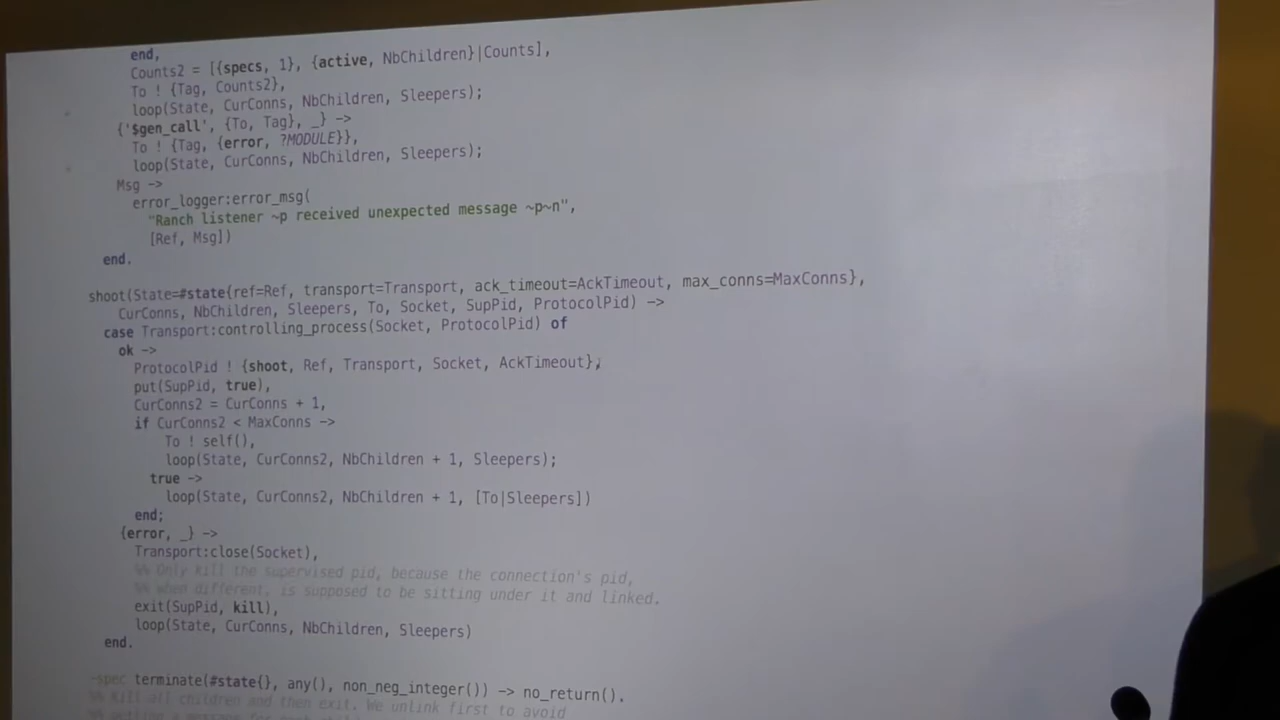 end,
Counts2 = [{specs, 1}, {active, NbChildren}|Counts],
To ! {Tag, Counts2},
loop(State, CurConns, NbChildren, Sleepers);
{'$gen_call', {To, Tag}, _} ->
To ! {Tag, {error, ?MODULE}},
loop(State, CurConns, NbChildren, Sleepers);
Msg ->
error_logger:error_msg(
"Ranch listener ~p received unexpected message ~p~n",
[Ref, Msg])
end.
shoot(State=#state{ref=Ref, transport=Transport, ack_timeout=AckTimeout, max_conns=MaxConns},
CurConns, NbChildren, Sleepers, To, Socket, SupPid, ProtocolPid) ->
case Transport:controlling_process(Socket, ProtocolPid) of
ok ->
ProtocolPid ! {shoot, Ref, Transport, Socket, AckTimeout},
put(SupPid, true),
CurConns2 = CurConns + 1,
if CurConns2 < MaxConns ->
To ! self(),
loop(State, CurConns2, NbChildren + 1, Sleepers);
true ->
loop(State, CurConns2, NbChildren + 1, [To|Sleepers])
end;
{error, _} ->
Transport:close(Socket),
%% Only kill the supervised pid, because the connection's pid,
%% when different, is supposed to be sitting under it and linked.
exit(SupPid, kill),
loop(State, CurConns, NbChildren, Sleepers)
end.
-spec terminate(#state{}, any(), non_neg_integer()) -> no_return().
%% Kill all children and then exit. We unlink first to avoid